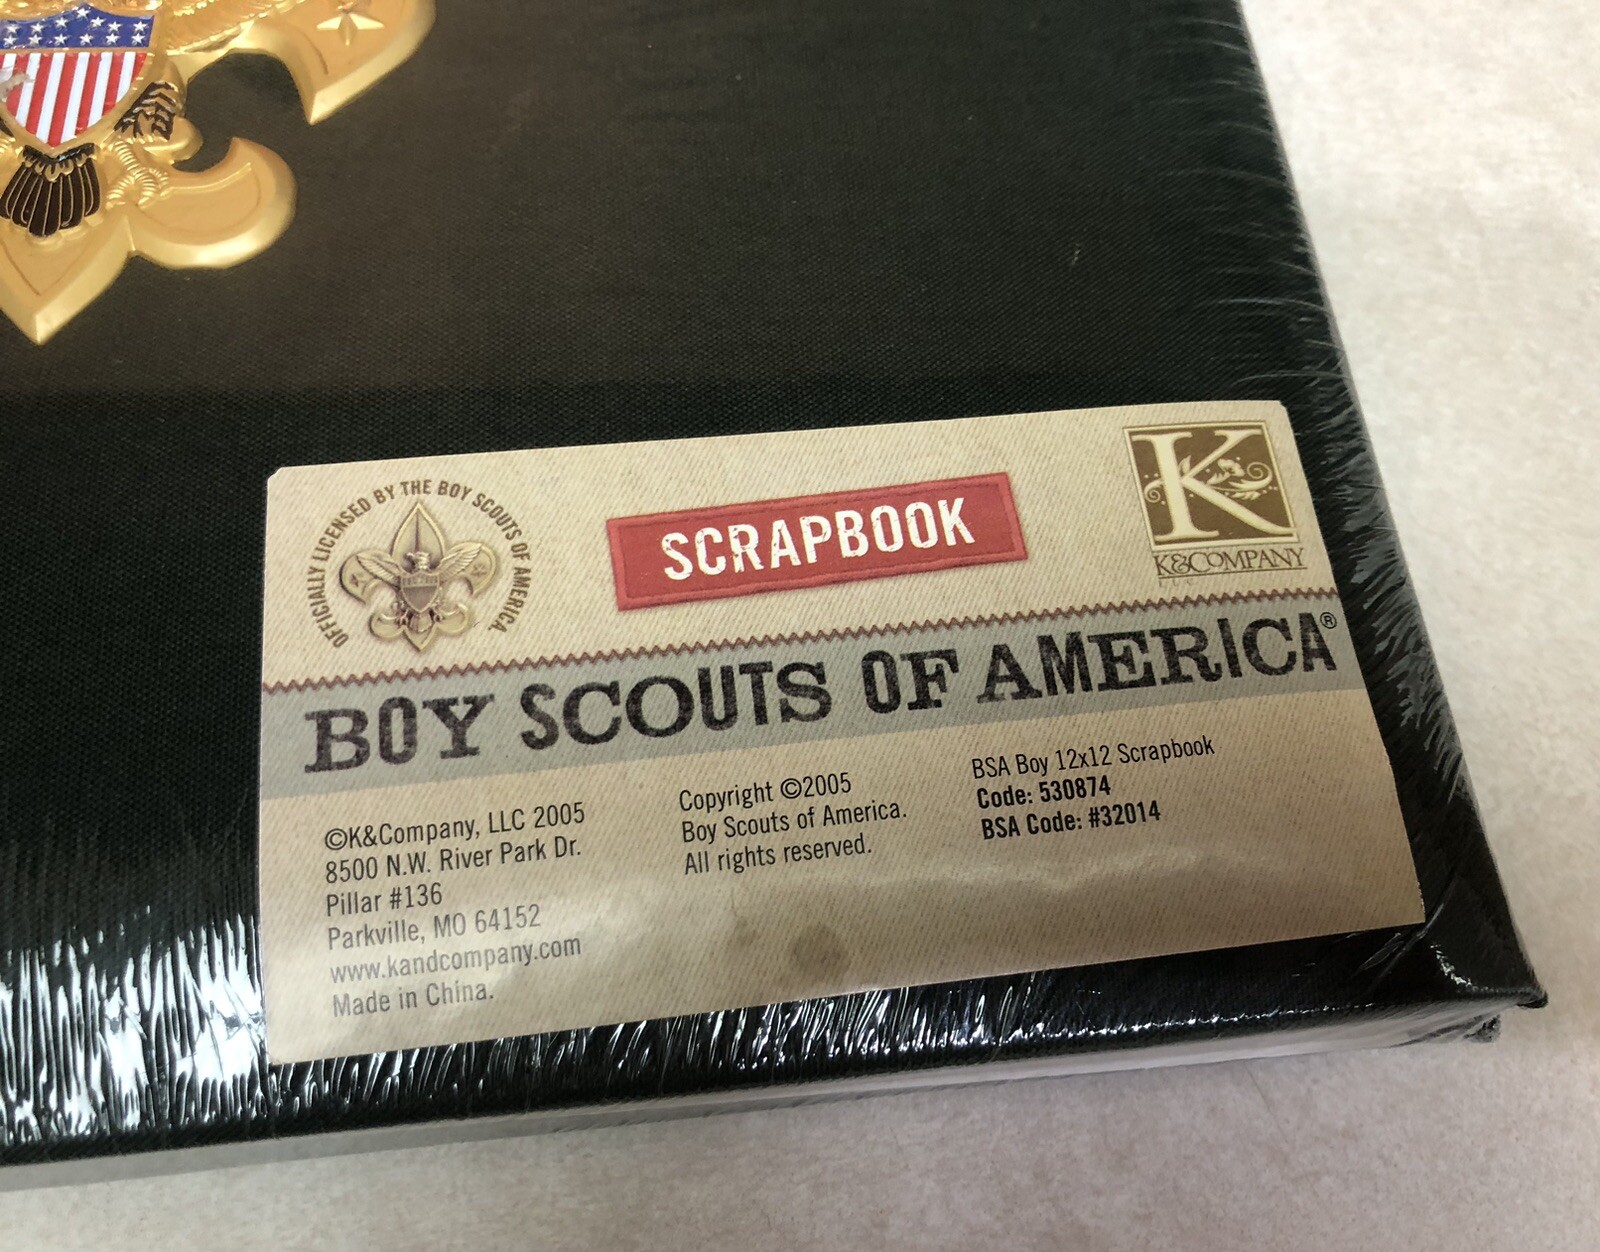 OFFICIALLY LICENSED BY THE BOY SCOUTS OF AMERICA.
SCRAPBOOK
K
K&COMPANY
BOY SCOUTS OF AMERICA®
©K&Company, LLC 2005
8500 N.W. River Park Dr.
Pillar #136
Parkville, MO 64152
www.kandcompany.com
Made in China.
Copyright ©2005
Boy Scouts of America.
All rights reserved.
BSA Boy 12x12 Scrapbook
Code: 530874
BSA Code: #32014